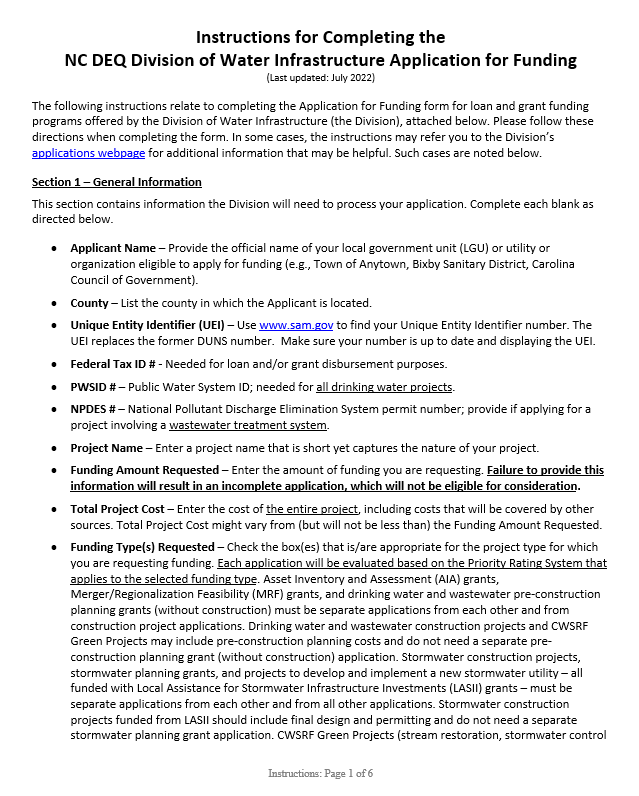 Instructions for Completing the
NC DEQ Division of Water Infrastructure Application for Funding
(Last updated: July 2022)
The following instructions relate to completing the Application for Funding form for loan and grant funding
programs offered by the Division of Water Infrastructure (the Division), attached below. Please follow these
directions when completing the form. In some cases, the instructions may refer you to the Division's
applications webpage for additional information that may be helpful. Such cases are noted below.
Section 1 – General Information
This section contains information the Division will need to process your application. Complete each blank as
directed below.
• Applicant Name – Provide the official name of your local government unit (LGU) or utility or
organization eligible to apply for funding (e.g., Town of Anytown, Bixby Sanitary District, Carolina
Council of Government).
• County – List the county in which the Applicant is located.
• Unique Entity Identifier (UEI) – Use www.sam.gov to find your Unique Entity Identifier number. The
UEI replaces the former DUNS number.  Make sure your number is up to date and displaying the UEI.
• Federal Tax ID # - Needed for loan and/or grant disbursement purposes.
• PWSID # – Public Water System ID; needed for all drinking water projects.
• NPDES # – National Pollutant Discharge Elimination System permit number; provide if applying for a
project involving a wastewater treatment system.
• Project Name – Enter a project name that is short yet captures the nature of your project.
• Funding Amount Requested – Enter the amount of funding you are requesting. Failure to provide this
information will result in an incomplete application, which will not be eligible for consideration.
• Total Project Cost – Enter the cost of the entire project, including costs that will be covered by other
sources. Total Project Cost might vary from (but will not be less than) the Funding Amount Requested.
• Funding Type(s) Requested – Check the box(es) that is/are appropriate for the project type for which
you are requesting funding. Each application will be evaluated based on the Priority Rating System that
applies to the selected funding type. Asset Inventory and Assessment (AIA) grants,
Merger/Regionalization Feasibility (MRF) grants, and drinking water and wastewater pre-construction
planning grants (without construction) must be separate applications from each other and from
construction project applications. Drinking water and wastewater construction projects and CWSRF
Green Projects may include pre-construction planning costs and do not need a separate pre-
construction planning grant (without construction) application. Stormwater construction projects,
stormwater planning grants, and projects to develop and implement a new stormwater utility – all
funded with Local Assistance for Stormwater Infrastructure Investments (LASII) grants – must be
separate applications from each other and from all other applications. Stormwater construction
projects funded from LASII should include final design and permitting and do not need a separate
stormwater planning grant application. CWSRF Green Projects (stream restoration, stormwater control
Instructions: Page 1 of 6